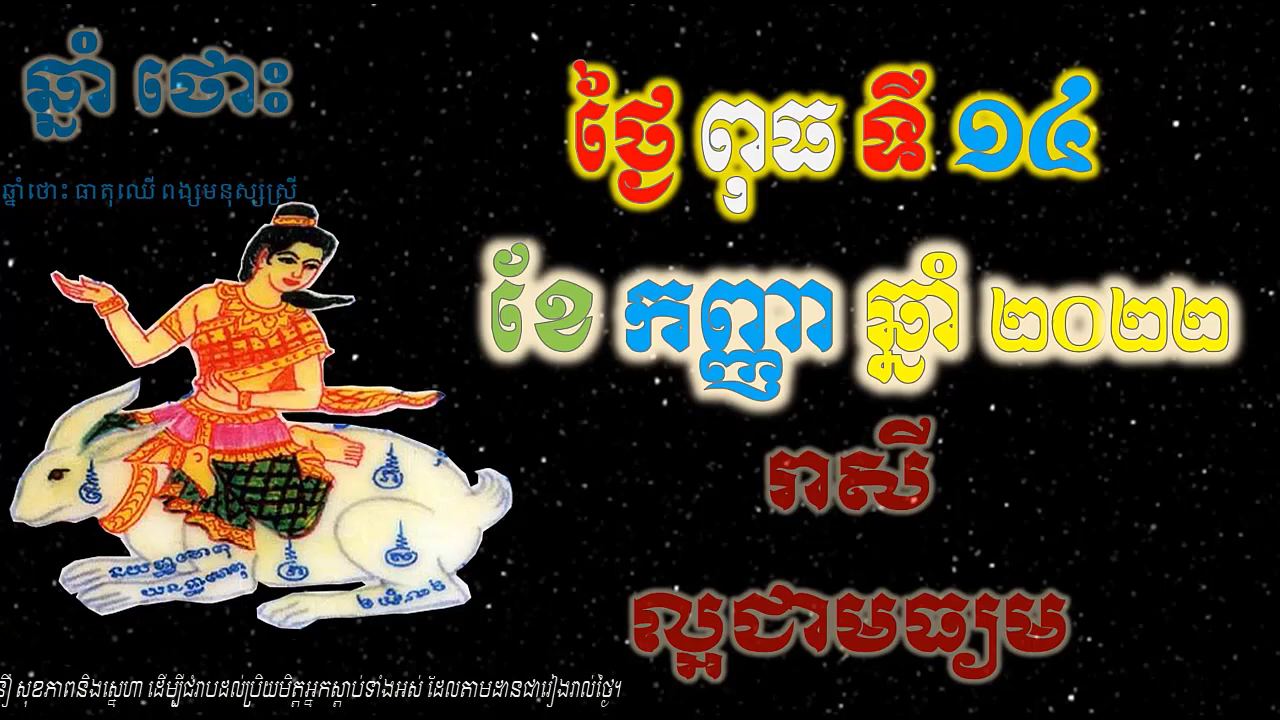 ឆ្នាំ ថោះ
ថ្ងៃ ពុធ ទី ១៤
ឆ្នាំថោះ ធាតុឈើ ពង្សមនុស្សស្រី
ខែ កញ្ញា ឆ្នាំ ២០២២
រាសី
ល្អជាមធ្យម
សុខភាពនិងស្នេហា ដើម្បីជំរាបដល់ប្រិយមិត្តអ្នកស្តាប់ទាំងអស់ ដែលតាមដានជារៀងរាល់ថ្ងៃ។